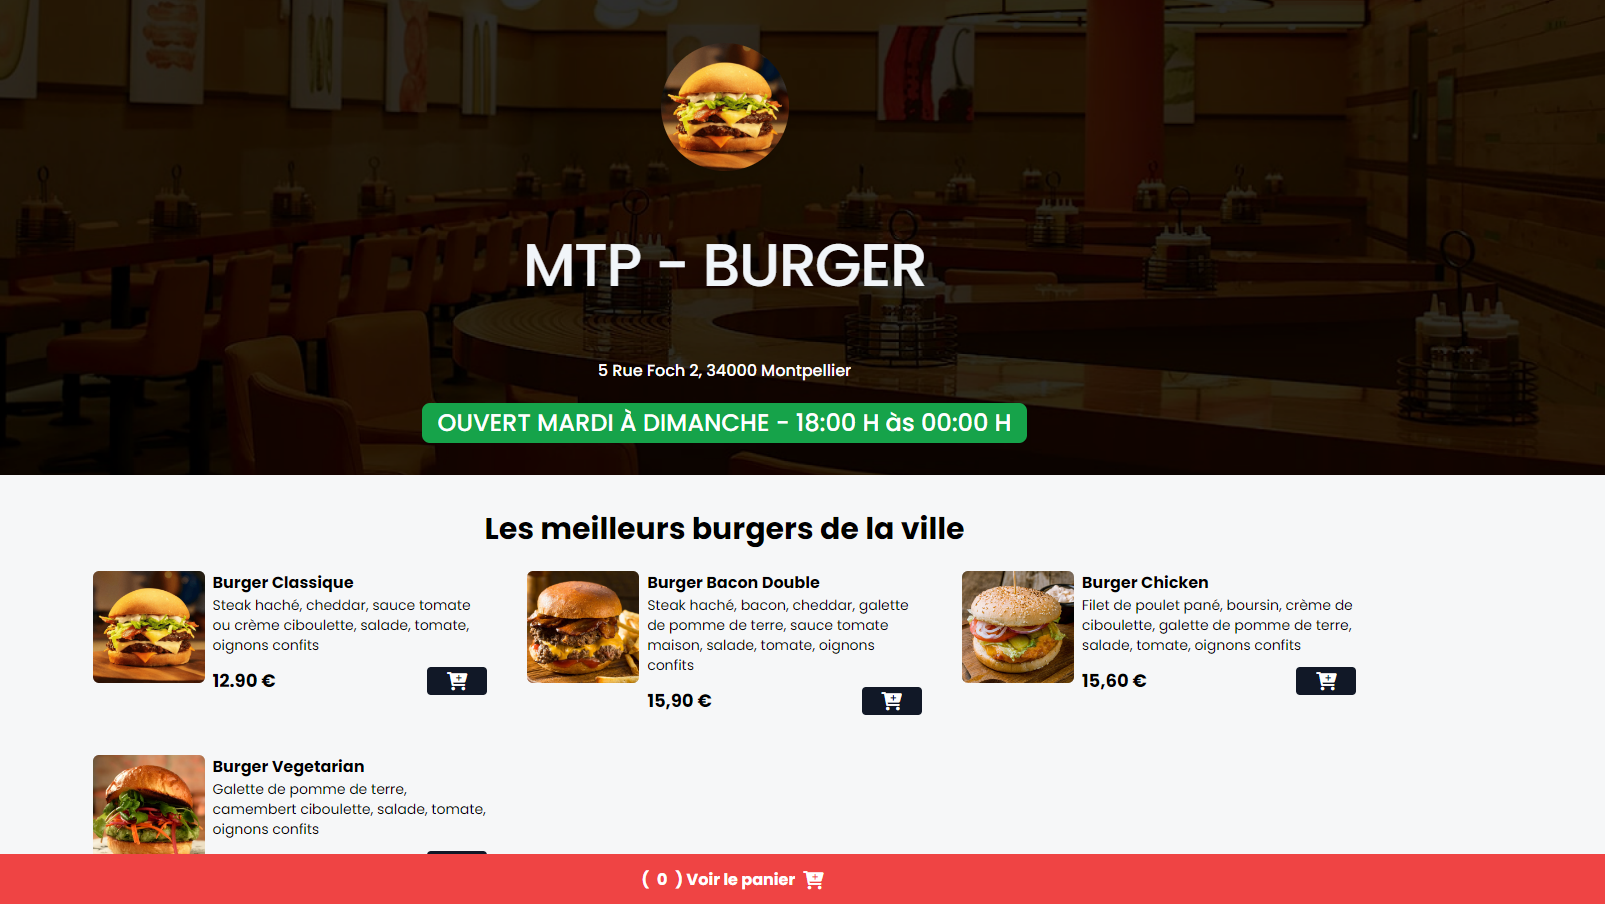 MTP - BURGER
5 Rue Foch 2, 34000 Montpellier
OUVERT MARDI À DIMANCHE - 18:00 H às 00:00 H
Les meilleurs burgers de la ville
Burger Classique
Steak haché, cheddar, sauce tomate
ou crème ciboulette, salade, tomate,
oignons confits
12.90 €
Burger Bacon Double
Steak haché, bacon, cheddar, galette
de pomme de terre, sauce tomate
maison, salade, tomate, oignons
confits
15,90 €
Burger Chicken
Filet de poulet pané, boursin, crème de
ciboulette, galette de pomme de terre,
salade, tomate, oignons confits
15,60 €
Burger Vegetarian
Galette de pomme de terre,
camembert ciboulette, salade, tomate,
oignons confits
( 0 ) Voir le panier